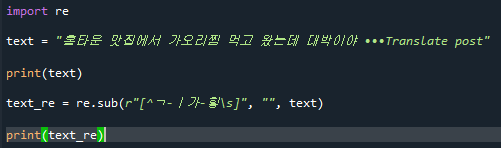 import re
text = "홀타운 맛집에서 가오리찜 먹고 왔는데 대박이야 •••Translate post"
print(text)
text_re = re.sub(r"[^ㄱ-ㅣ가-힣\s]", "", text)
print(text_re)